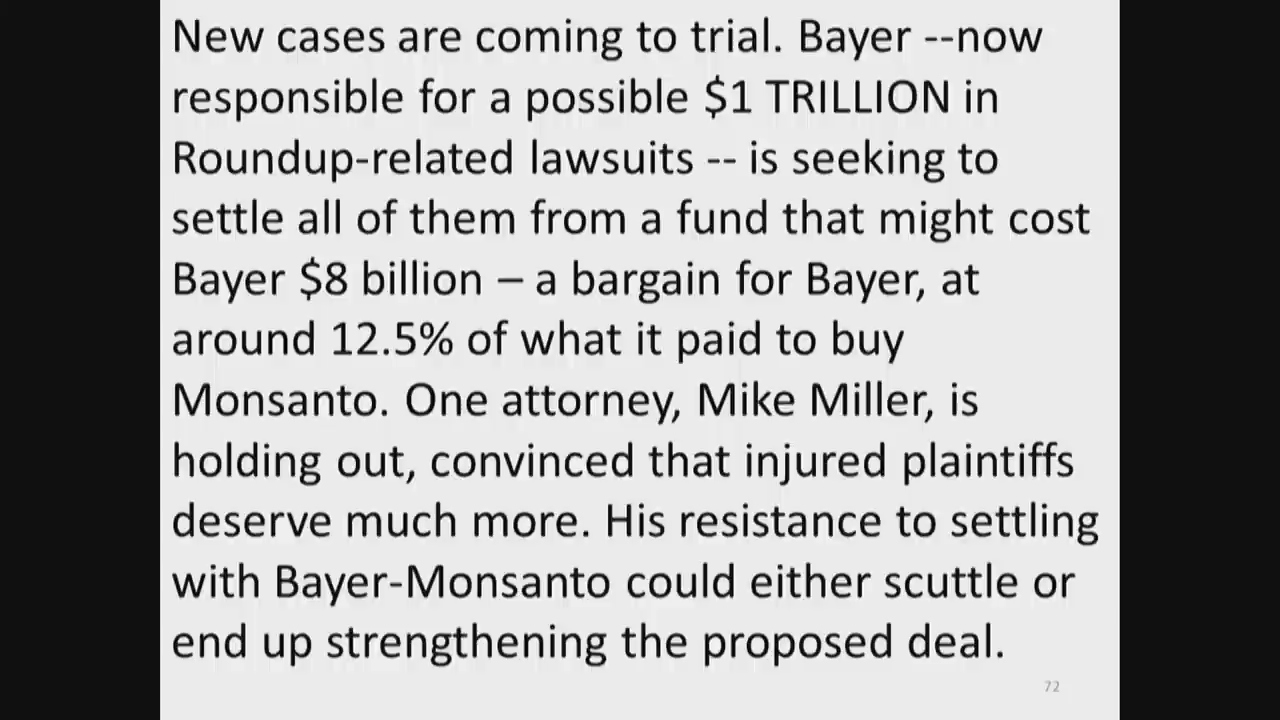 New cases are coming to trial. Bayer --now
responsible for a possible $1 TRILLION in
Roundup-related lawsuits -- is seeking to
settle all of them from a fund that might cost
Bayer $8 billion – a bargain for Bayer, at
around 12.5% of what it paid to buy
Monsanto. One attorney, Mike Miller, is
holding out, convinced that injured plaintiffs
deserve much more. His resistance to settling
with Bayer-Monsanto could either scuttle or
end up strengthening the proposed deal.
72